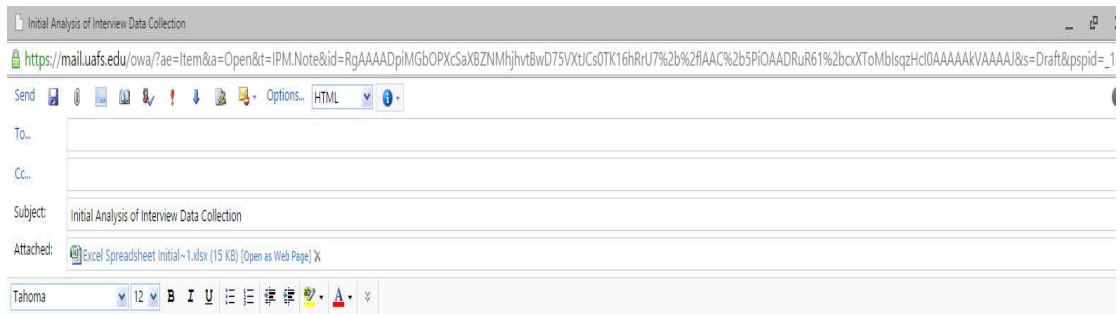 Initial Analysis of Interview Data Collection
https://mail.uafs.edu/owa/?ae=Item&a=Open&t=IPM.Note&id=RgAAAADpiMGbOPXcSaXBZNMhjhvtBwD75VXtJCs0TK16hRrU7%2b%2flAAC%2b5PiOAADRuR61%2bcxXToMbIsqzHcI0AAAAAkVAAAAJ&s=Draft&pspid=_1
Send Options... HTML
To...
Cc...
Subject: Initial Analysis of Interview Data Collection
Attached: Excel Spreadsheet Initial~1.xlsx (15 KB) [Open as Web Page]
Tahoma 12 B I U A